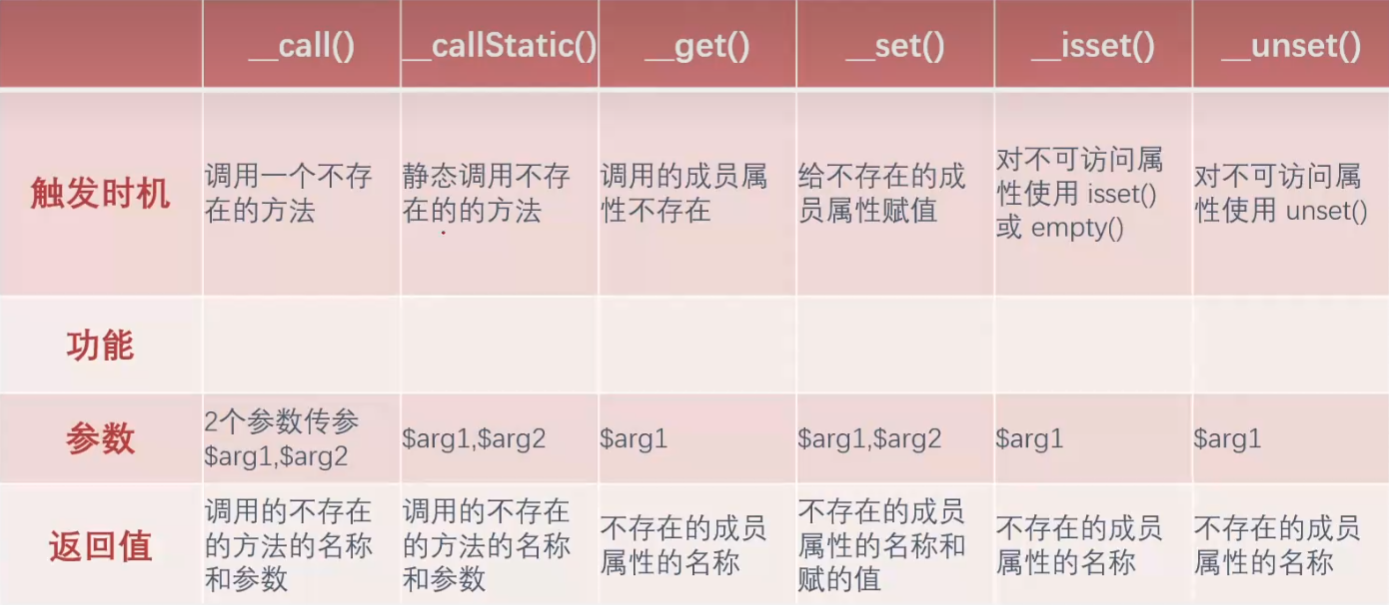 __call()
__callStatic()
__get()
__set()
__isset()
__unset()
触发时机
调用一个不存
在的方法
静态调用不存
在的的方法
调用的成员属
性不存在
给不存在的成
员属性赋值
对不可访问属
性使用 isset()
或 empty()
对不可访问属
性使用 unset()
功能
参数
2个参数传参
$arg1,$arg2
$arg1,$arg2
$arg1
$arg1,$arg2
$arg1
$arg1
返回值
调用的不存在
的方法的名称
和参数
调用的不存在
的方法的名称
和参数
不存在的成员
属性的名称
不存在的成员
属性的名称和
赋的值
不存在的成员
属性的名称
不存在的成员
属性的名称